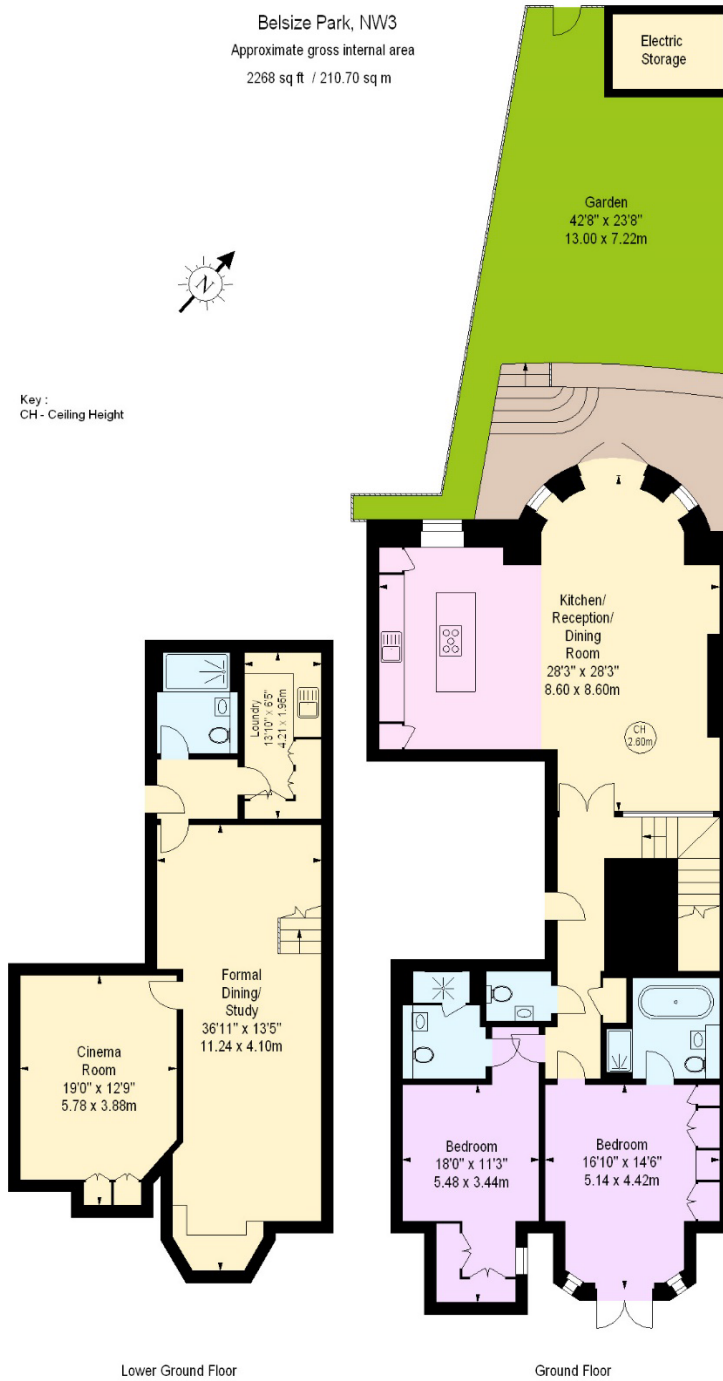 Belsize Park, NW3
Approximate gross internal area
2268 sq ft / 210.70 sq m
Electric
Storage
Garden
42'8" x 23'8"
13.00 x 7.22m
N
Key :
CH - Ceiling Height
Kitchen/
Reception/
Dining
Room
28'3" x 28'3"
8.60 x 8.60m
CH
2.60m
Loundry
13'10" x 6'5"
4.21 x 1.95m
Formal
Dining/
Study
36'11" x 13'5"
11.24 x 4.10m
Cinema
Room
19'0" x 12'9"
5.78 x 3.88m
Bedroom
18'0" x 11'3"
5.48 x 3.44m
Bedroom
16'10" x 14'6"
5.14 x 4.42m
Lower Ground Floor
Ground Floor